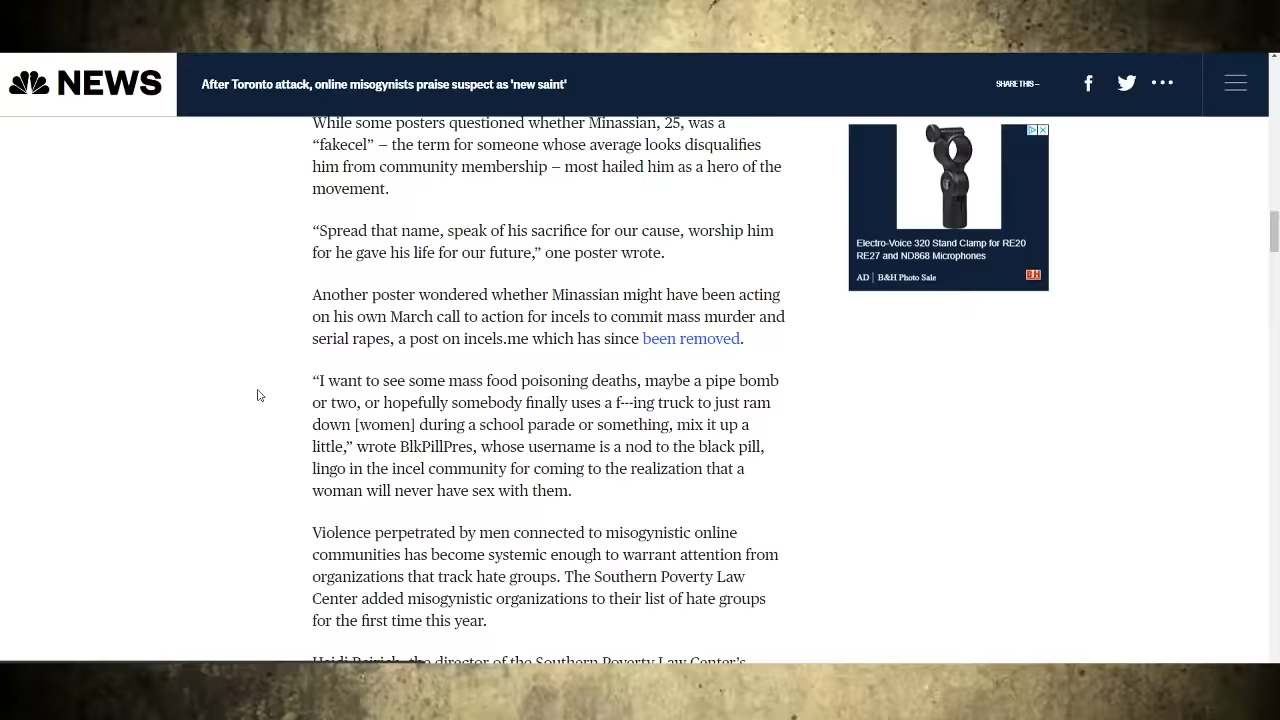 NEWS
After Toronto attack, online misogynists praise suspect as 'new saint'
SHARE THIS –
While some posters questioned whether Minassian, 25, was a
“fakecel” — the term for someone whose average looks disqualifies
him from community membership — most hailed him as a hero of the
movement.
“Spread that name, speak of his sacrifice for our cause, worship him
for he gave his life for our future,” one poster wrote.
Another poster wondered whether Minassian might have been acting
on his own March call to action for incels to commit mass murder and
serial rapes, a post on incels.me which has since been removed.
“I want to see some mass food poisoning deaths, maybe a pipe bomb
or two, or hopefully somebody finally uses a f---ing truck to just ram
down [women] during a school parade or something, mix it up a
little,” wrote BlkPillPres, whose username is a nod to the black pill,
lingo in the incel community for coming to the realization that a
woman will never have sex with them.
Violence perpetrated by men connected to misogynistic online
communities has become systemic enough to warrant attention from
organizations that track hate groups. The Southern Poverty Law
Center added misogynistic organizations to their list of hate groups
for the first time this year.
Heidi Beirich, the director of the Southern Poverty Law Center’s
Electro-Voice 320 Stand Clamp for RE20
RE27 and ND868 Microphones
AD | B&H Photo Sale
B&H